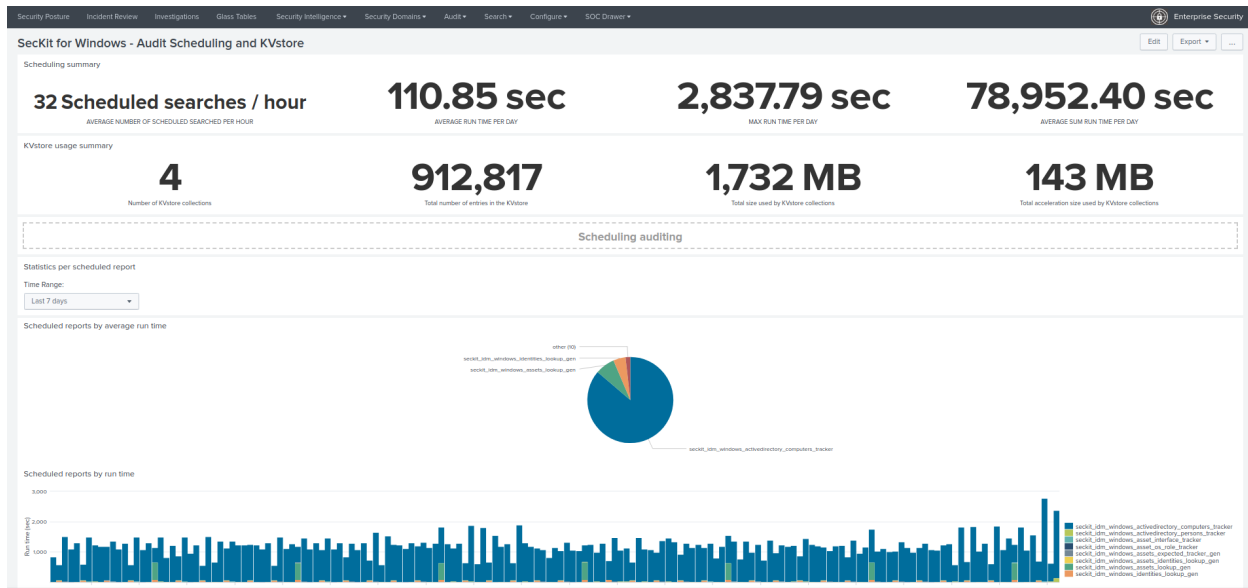 Security Posture Incident Review Investigations Glass Tables Security Intelligence Security Domains Audit Search Configure SOC Drawer Enterprise Security
SecKit for Windows - Audit Scheduling and KVstore Edit Export ...
Scheduling summary
32 Scheduled searches / hour 110.85 sec 2,837.79 sec 78,952.40 sec
AVERAGE NUMBER OF SCHEDULED SEARCHED PER HOUR AVERAGE RUN TIME PER DAY MAX RUN TIME PER DAY AVERAGE SUM RUN TIME PER DAY
KVstore usage summary
4 912,817 1,732 MB 143 MB
Number of KVstore collections Total number of entries in the KVstore Total size used by KVstore collections Total acceleration size used by KVstore collections
Scheduling auditing
Statistics per scheduled report
Time Range:
Last 7 days
Scheduled reports by average run time
other (10)
seckit_idm_windows_identities_lookup_gen
seckit_idm_windows_assets_lookup_gen
seckit_idm_windows_activedirectory_computers_tracker
Scheduled reports by run time
Run time (sec)
3,000
2,000
1,000
seckit_idm_windows_activedirectory_computers_tracker
seckit_idm_windows_activedirectory_persons_tracker
seckit_idm_windows_asset_interface_tracker
seckit_idm_windows_asset_os_role_tracker
seckit_idm_windows_assets_expected_tracker_gen
seckit_idm_windows_assets_identities_lookup_gen
seckit_idm_windows_assets_lookup_gen
seckit_idm_windows_identities_lookup_gen